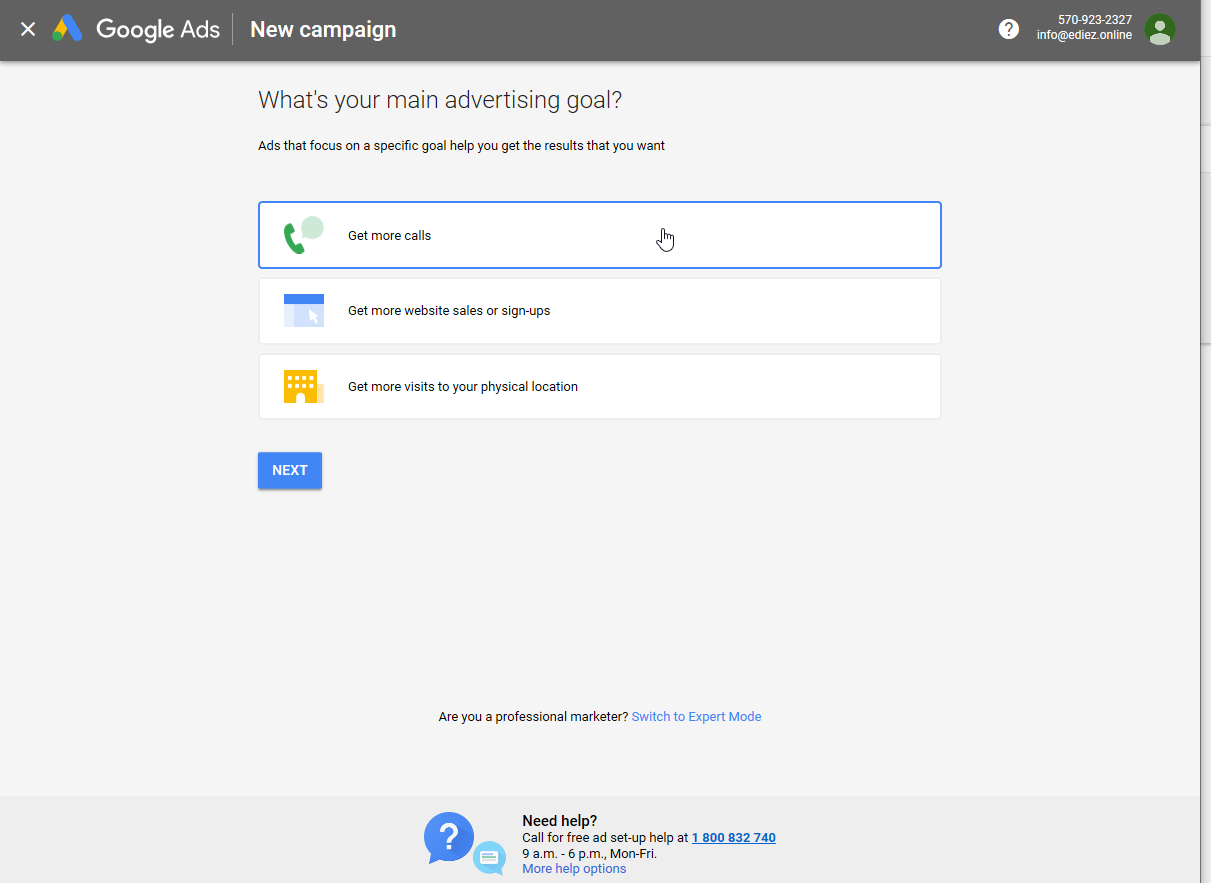 Google Ads
New campaign
?
570-923-2327
info@ediez.online
What's your main advertising goal?
Ads that focus on a specific goal help you get the results that you want
Get more calls
Get more website sales or sign-ups
Get more visits to your physical location
NEXT
Are you a professional marketer? Switch to Expert Mode
?
Need help?
Call for free ad set-up help at 1 800 832 740
9 a.m. - 6 p.m., Mon-Fri.
More help options